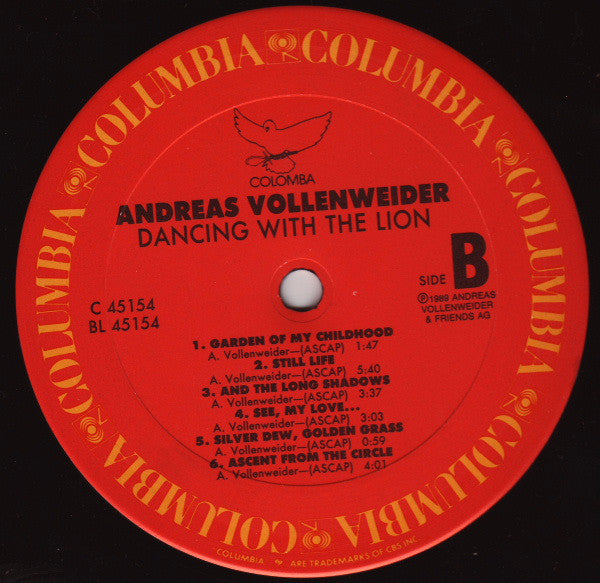 COLUMBIA COLUMBIA COLUMBIA COLUMBIA COLUMBIA COLUMBIA COLUMBIA COLUMBIA
COLOMBA
ANDREAS VOLLENWEIDER
DANCING WITH THE LION
SIDE B
C 45154
BL 45154
℗ 1989 ANDREAS
VOLLENWEIDER
& FRIENDS AG
1. GARDEN OF MY CHILDHOOD
A. Vollenweider—(ASCAP) 1:47
2. STILL LIFE
A. Vollenweider—(ASCAP) 5:40
3. AND THE LONG SHADOWS
A. Vollenweider—(ASCAP) 3:37
4. SEE, MY LOVE...
A. Vollenweider—(ASCAP) 3:03
5. SILVER DEW, GOLDEN GRASS
A. Vollenweider—(ASCAP) 0:59
6. ASCENT FROM THE CIRCLE
A. Vollenweider—(ASCAP) 4:01
"COLUMBIA" ARE TRADEMARKS OF CBS INC.